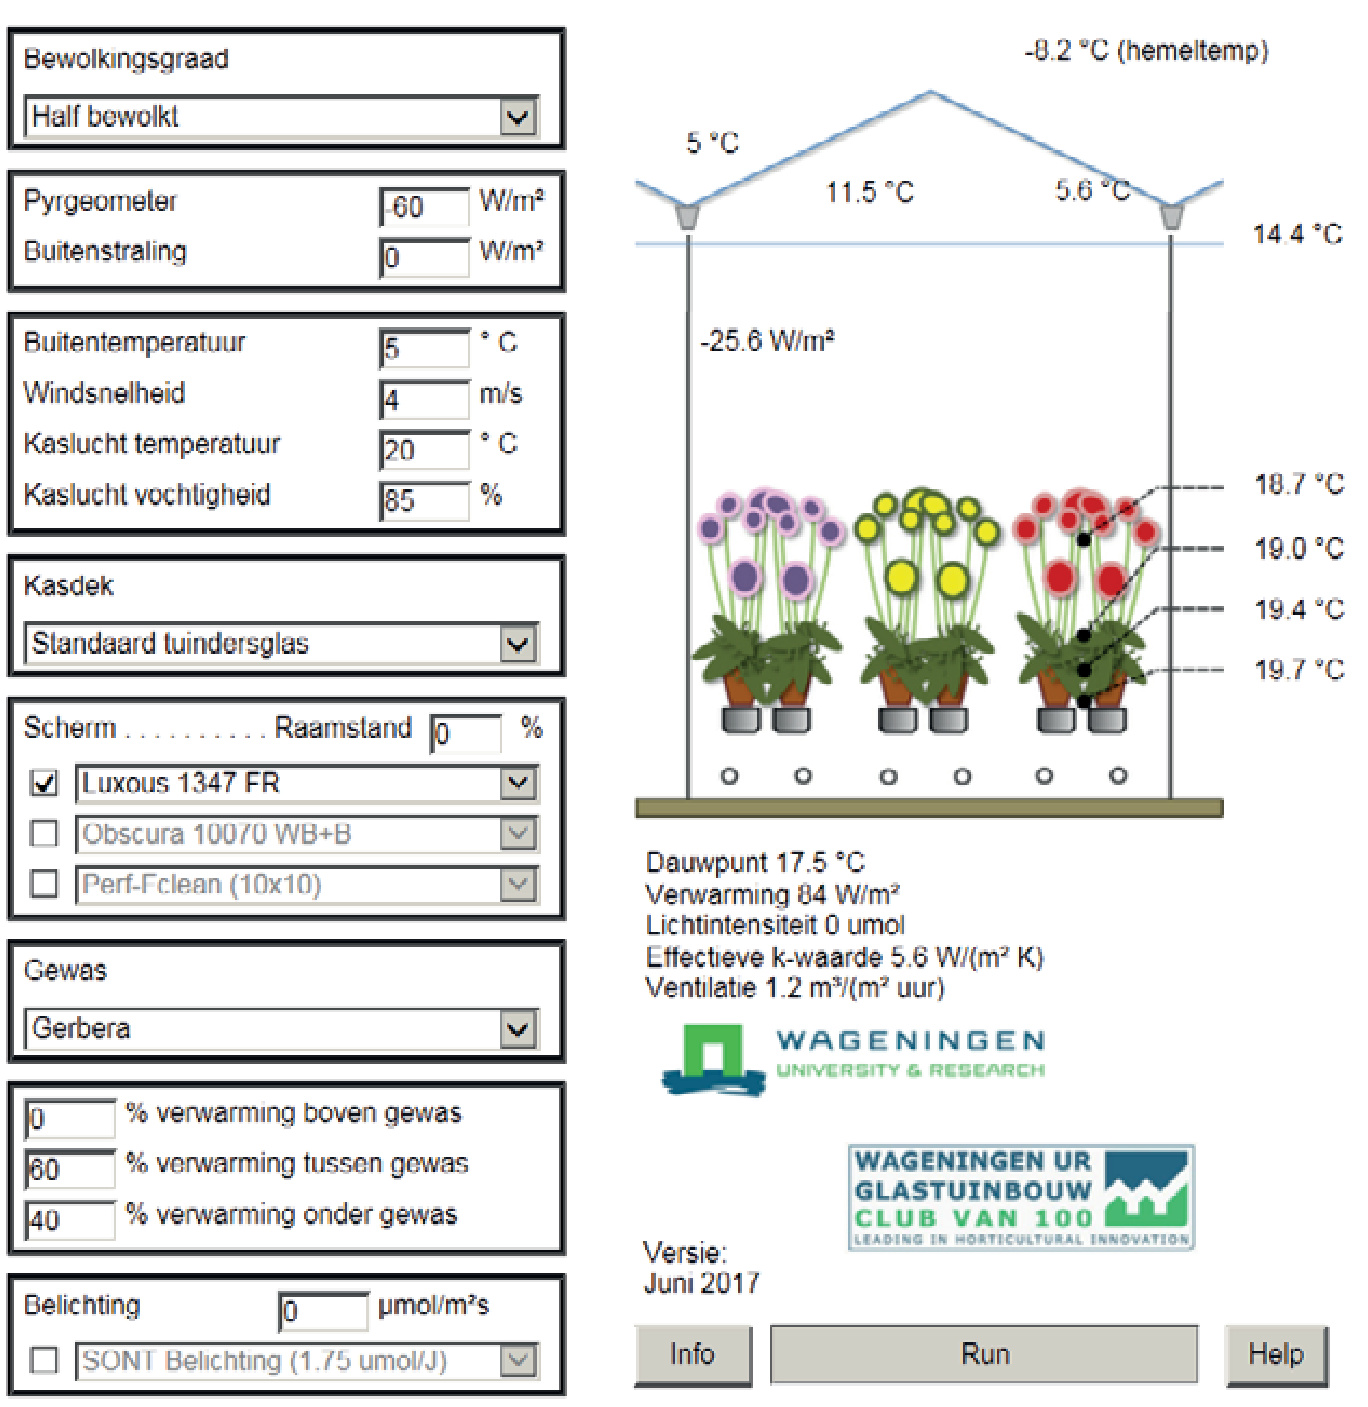 Bewolkingsgraad
Half bewolkt
Pyrgeometer -60 W/m²
Buitenstraling 0 W/m²
Buitentemperatuur 5 ° C
Windsnelheid 4 m/s
Kaslucht temperatuur 20 ° C
Kaslucht vochtigheid 85 %
Kasdek
Standaard tuindersglas
Scherm . . . . . . . . . . Raamstand 0 %
Luxous 1347 FR
Obscura 10070 WB+B
Perf-Fclean (10x10)
Gewas
Gerbera
0 % verwarming boven gewas
60 % verwarming tussen gewas
40 % verwarming onder gewas
Belichting 0 µmol/m²s
SONT Belichting (1.75 umol/J)
-8.2 °C (hemeltemp)
5 °C
11.5 °C
5.6 °C
14.4 °C
-25.6 W/m²
18.7 °C
19.0 °C
19.4 °C
19.7 °C
Dauwpunt 17.5 °C
Verwarming 84 W/m²
Lichtintensiteit 0 umol
Effectieve k-waarde 5.6 W/(m² K)
Ventilatie 1.2 m³/(m² uur)
WAGENINGEN
UNIVERSITY & RESEARCH
WAGENINGEN UR
GLASTUINBOUW
CLUB VAN 100
LEADING IN HORTICULTURAL INNOVATION
Versie:
Juni 2017
Info
Run
Help